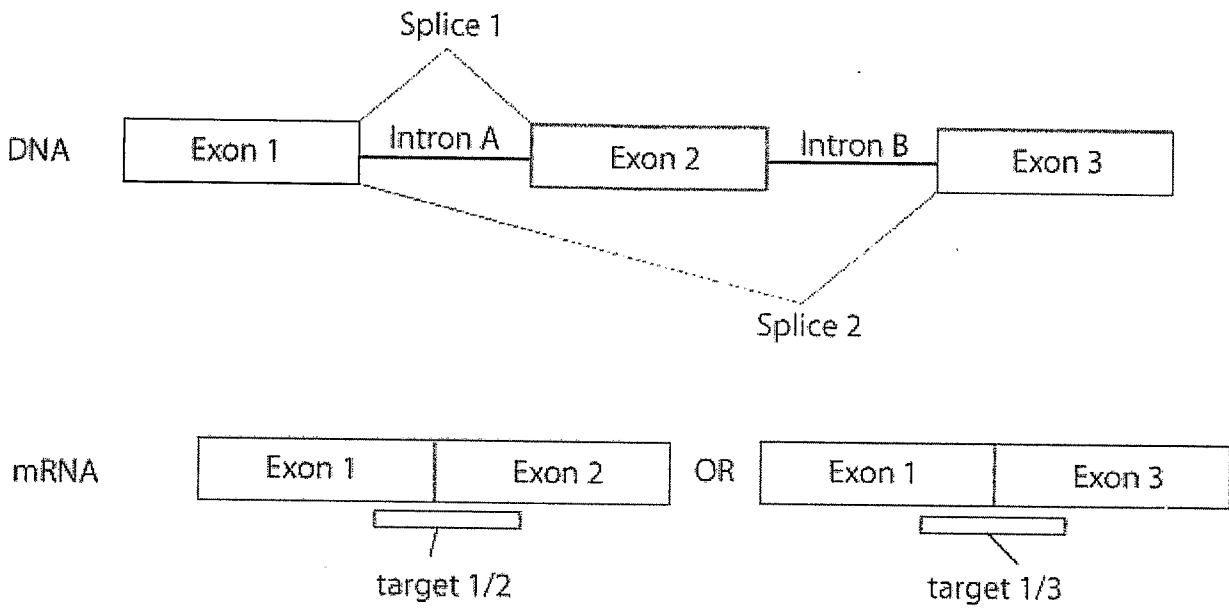 Splice 1
DNA Exon 1 Intron A Exon 2 Intron B Exon 3
Splice 2
mRNA Exon 1 Exon 2 OR Exon 1 Exon 3
target 1/2 target 1/3